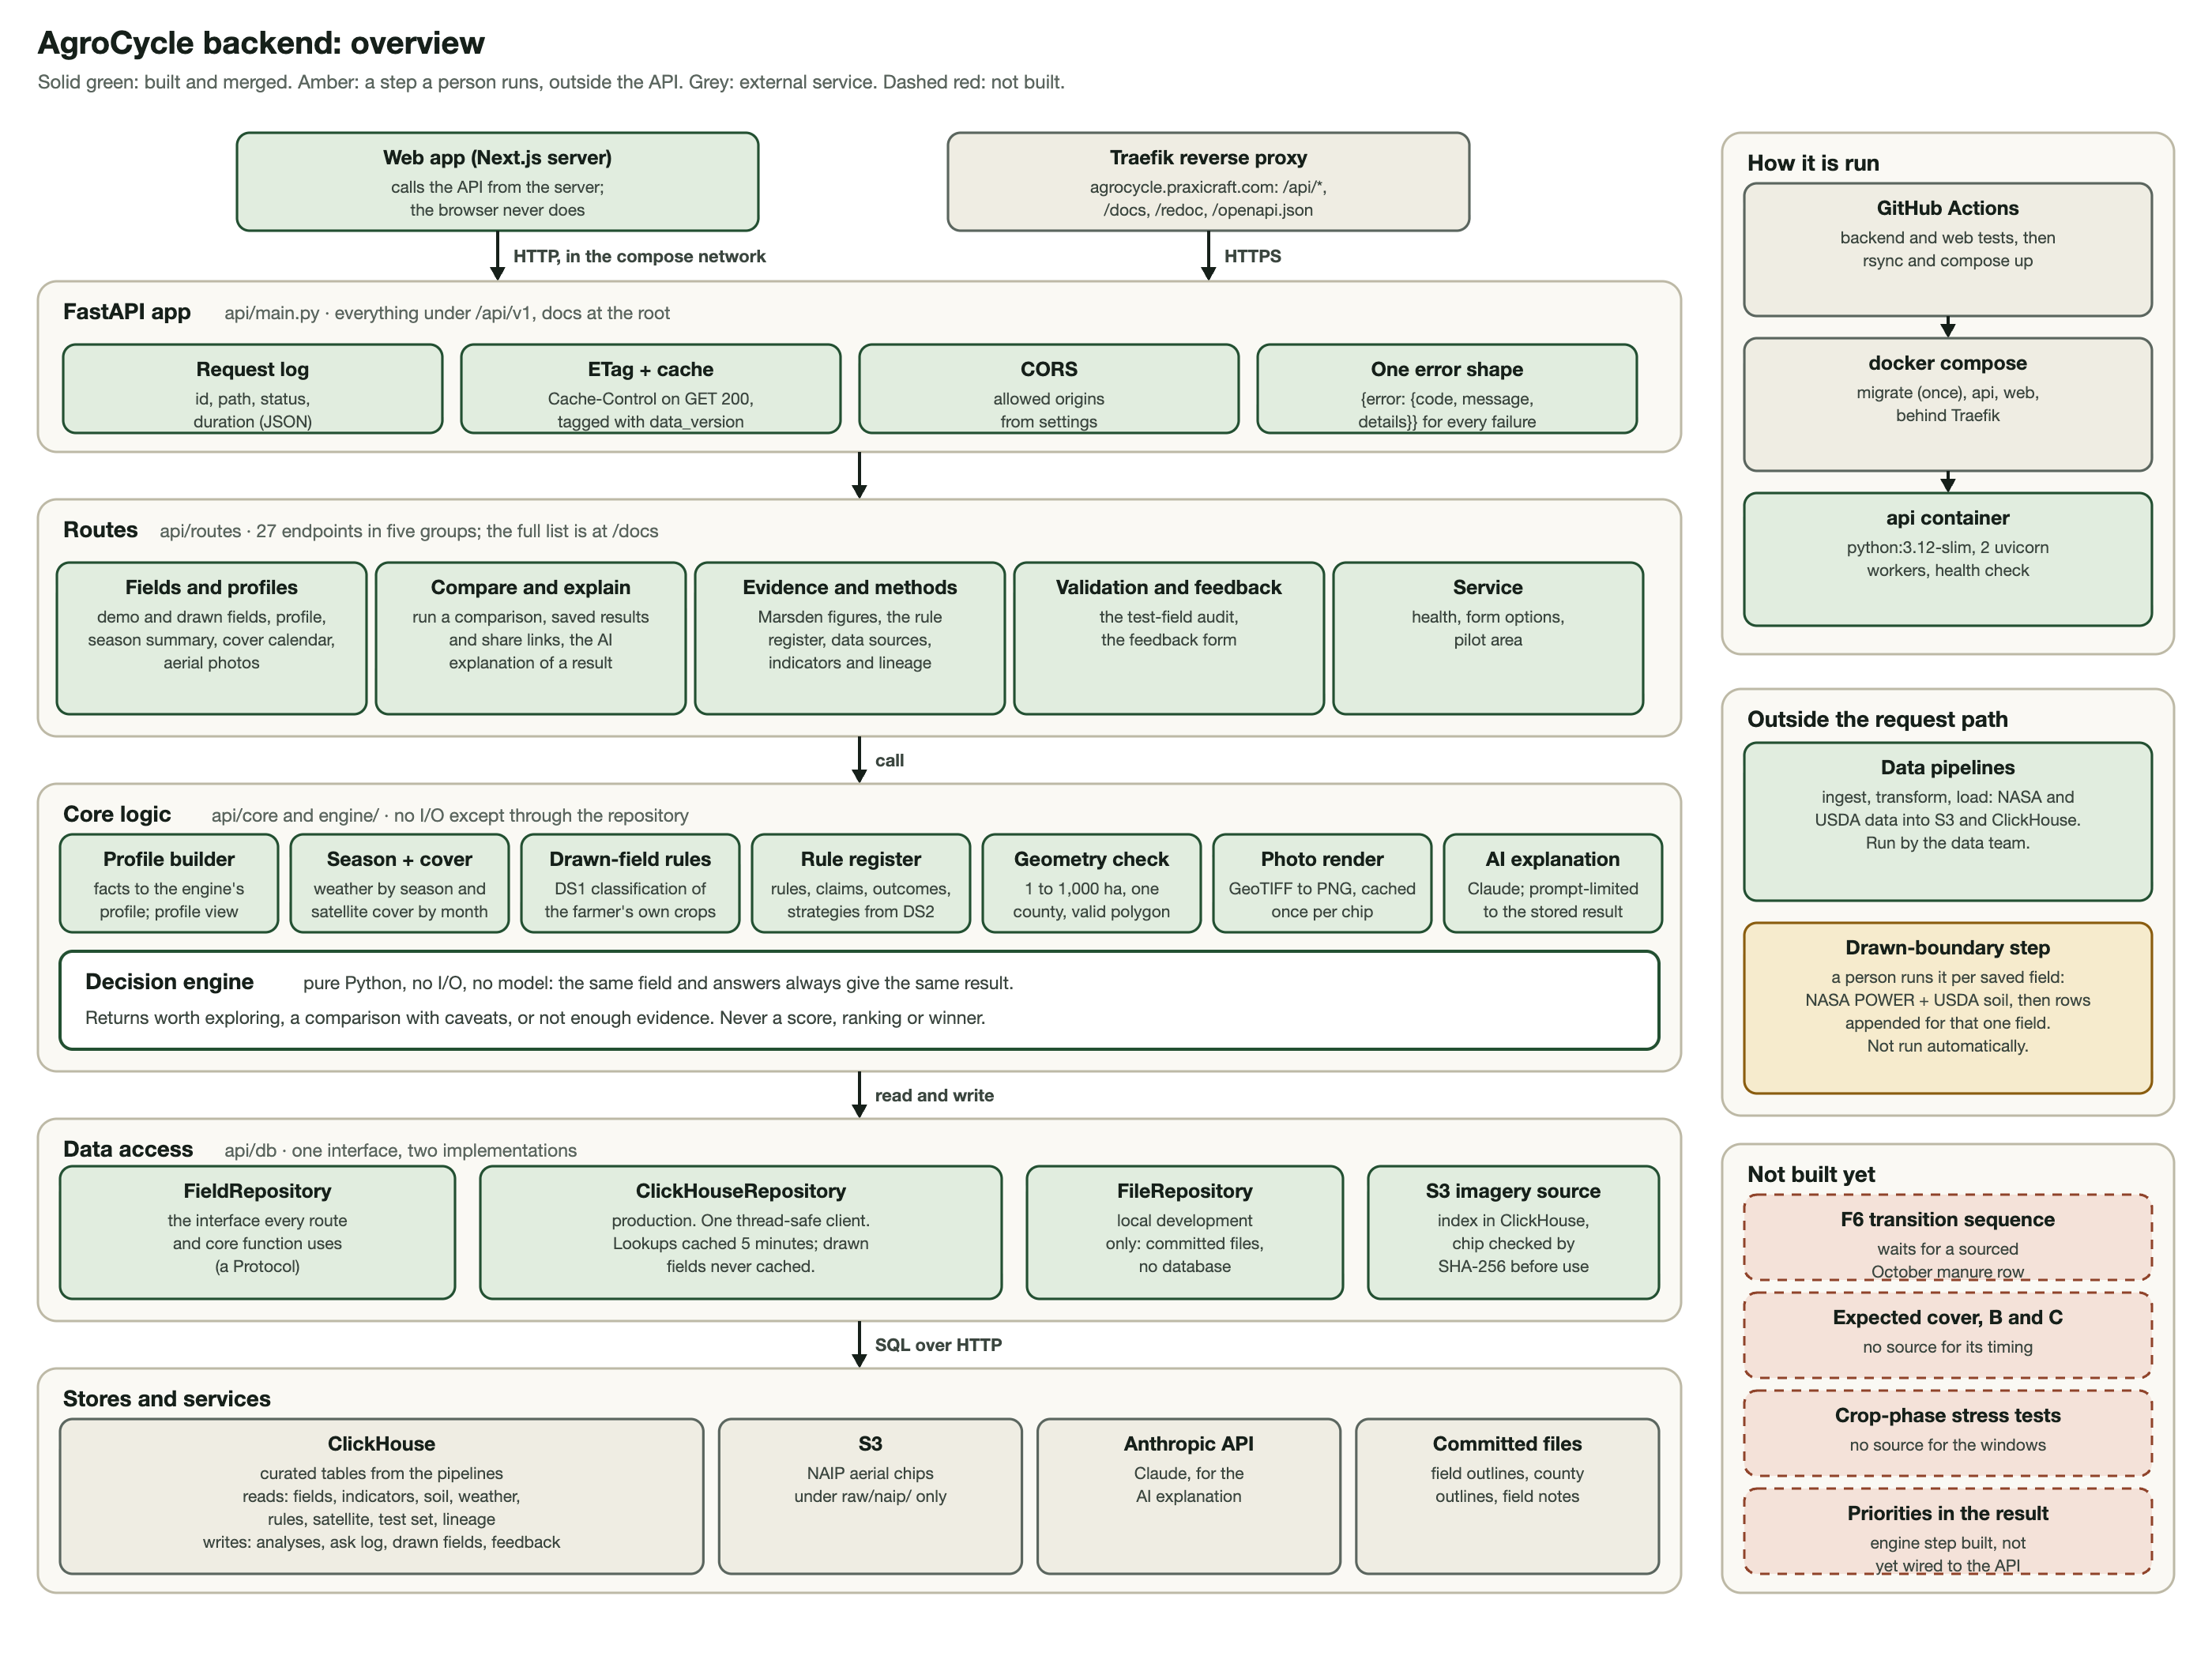 AgroCycle backend: overview
Solid green: built and merged. Amber: a step a person runs, outside the API. Grey: external service. Dashed red: not built.
Web app (Next.js server)
calls the API from the server;
the browser never does
Traefik reverse proxy
agrocycle.praxicraft.com: /api/*,
/docs, /redoc, /openapi.json
HTTP, in the compose network
HTTPS
FastAPI app
api/main.py · everything under /api/v1, docs at the root
Request log
id, path, status,
duration (JSON)
ETag + cache
Cache-Control on GET 200,
tagged with data_version
CORS
allowed origins
from settings
One error shape
{error: {code, message,
details}} for every failure
Routes
api/routes · 27 endpoints in five groups; the full list is at /docs
Fields and profiles
demo and drawn fields, profile,
season summary, cover calendar,
aerial photos
Compare and explain
run a comparison, saved results
and share links, the AI
explanation of a result
Evidence and methods
Marsden figures, the rule
register, data sources,
indicators and lineage
Validation and feedback
the test-field audit,
the feedback form
Service
health, form options,
pilot area
call
Core logic
api/core and engine/ · no I/O except through the repository
Profile builder
facts to the engine's
profile; profile view
Season + cover
weather by season and
satellite cover by month
Drawn-field rules
DS1 classification of
the farmer's own crops
Rule register
rules, claims, outcomes,
strategies from DS2
Geometry check
1 to 1,000 ha, one
county, valid polygon
Photo render
GeoTIFF to PNG, cached
once per chip
AI explanation
Claude; prompt-limited
to the stored result
Decision engine
pure Python, no I/O, no model: the same field and answers always give the same result.
Returns worth exploring, a comparison with caveats, or not enough evidence. Never a score, ranking or winner.
read and write
Data access
api/db · one interface, two implementations
FieldRepository
the interface every route
and core function uses
(a Protocol)
ClickHouseRepository
production. One thread-safe client.
Lookups cached 5 minutes; drawn
fields never cached.
FileRepository
local development
only: committed files,
no database
S3 imagery source
index in ClickHouse,
chip checked by
SHA-256 before use
SQL over HTTP
Stores and services
ClickHouse
curated tables from the pipelines
reads: fields, indicators, soil, weather,
rules, satellite, test set, lineage
writes: analyses, ask log, drawn fields, feedback
S3
NAIP aerial chips
under raw/naip/ only
Anthropic API
Claude, for the
AI explanation
Committed files
field outlines, county
outlines, field notes
How it is run
GitHub Actions
backend and web tests, then
rsync and compose up
docker compose
migrate (once), api, web,
behind Traefik
api container
python:3.12-slim, 2 uvicorn
workers, health check
Outside the request path
Data pipelines
ingest, transform, load: NASA and
USDA data into S3 and ClickHouse.
Run by the data team.
Drawn-boundary step
a person runs it per saved field:
NASA POWER + USDA soil, then rows
appended for that one field.
Not run automatically.
Not built yet
F6 transition sequence
waits for a sourced
October manure row
Expected cover, B and C
no source for its timing
Crop-phase stress tests
no source for the windows
Priorities in the result
engine step built, not
yet wired to the API